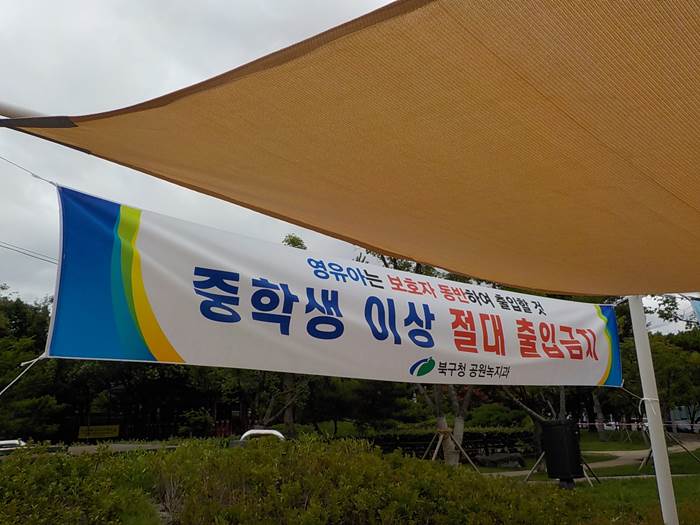 영유아는 보호자 동반하여 출입할 것
중학생 이상 절대 출입금지
북구청 공원녹지과